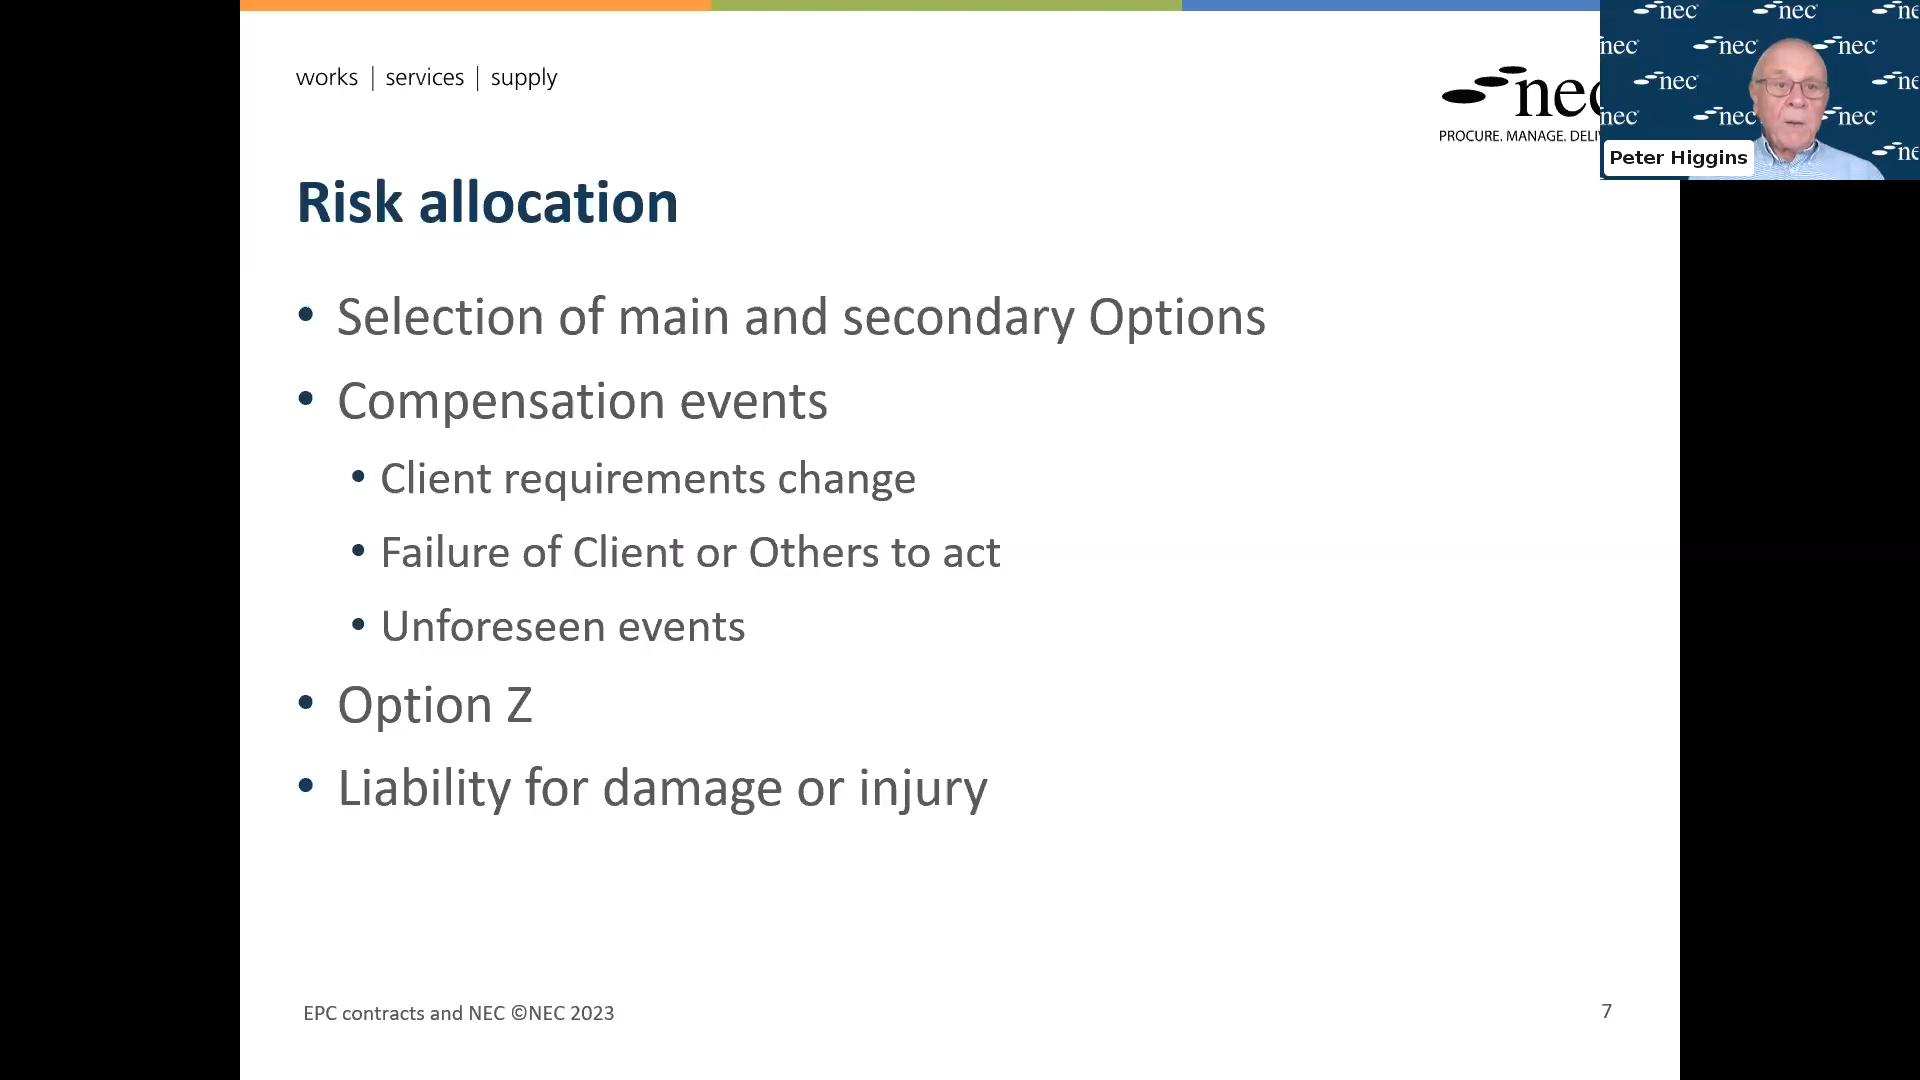 works | services | supply
nec
PROCURE. MANAGE. DELI
Peter Higgins
Risk allocation
• Selection of main and secondary Options
• Compensation events
• Client requirements change
• Failure of Client or Others to act
• Unforeseen events
• Option Z
• Liability for damage or injury
EPC contracts and NEC ©NEC 2023
7